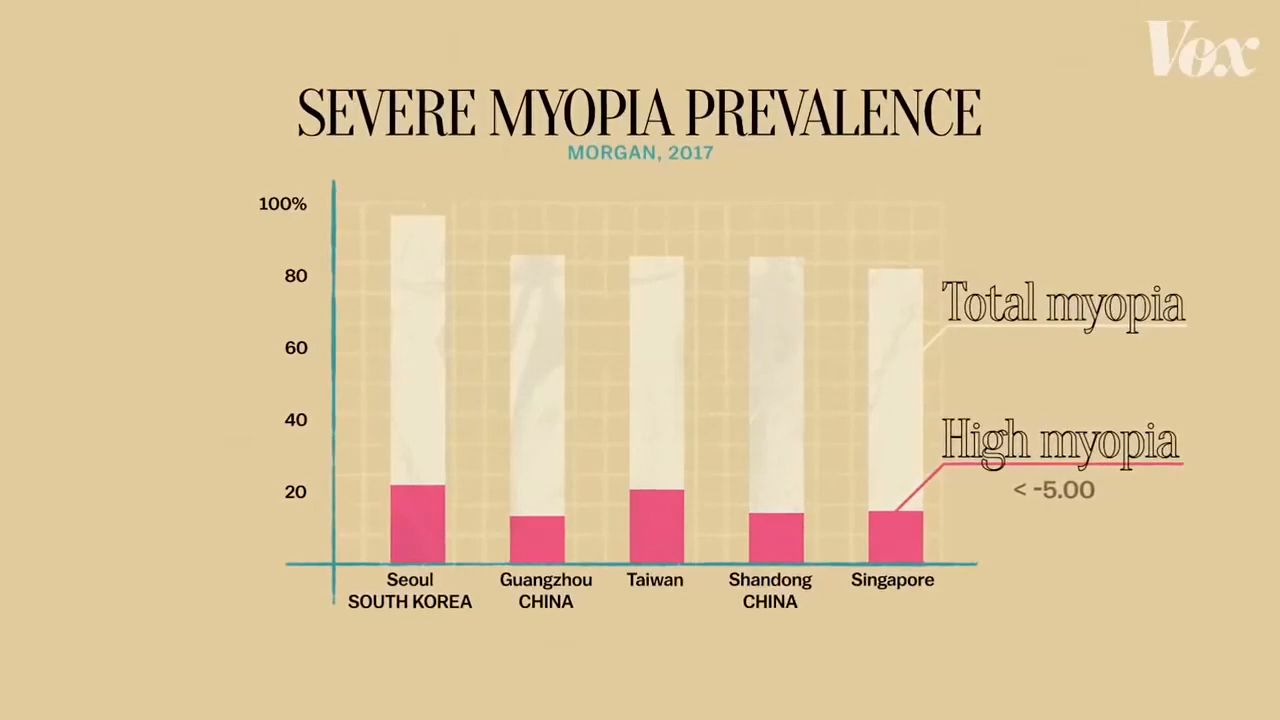 Vox
SEVERE MYOPIA PREVALENCE
MORGAN, 2017
100%
80
60
40
20
Total myopia
High myopia
< -5.00
Seoul
SOUTH KOREA
Guangzhou
CHINA
Taiwan
Shandong
CHINA
Singapore